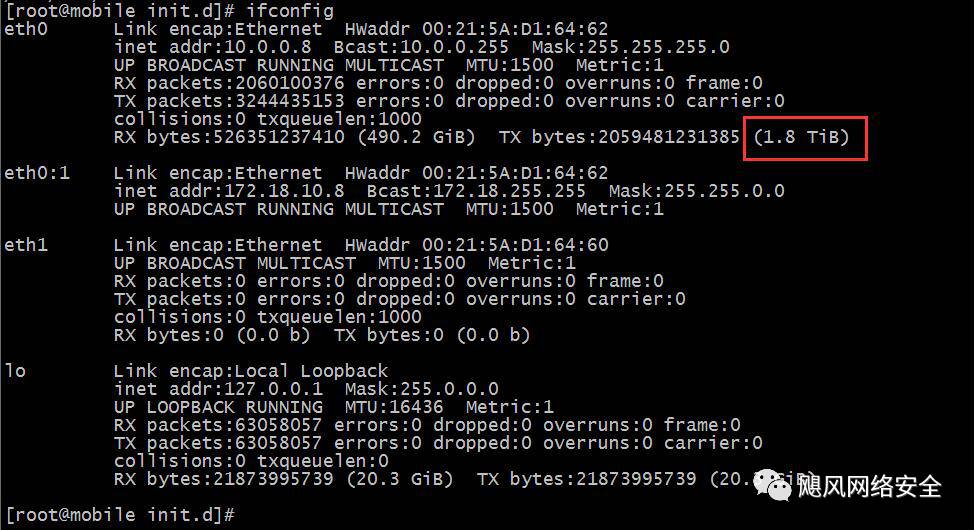 [root@mobile init.d]# ifconfig
eth0 Link encap:Ethernet HWaddr 00:21:5A:D1:64:62
inet addr:10.0.0.8 Bcast:10.0.0.255 Mask:255.255.255.0
UP BROADCAST RUNNING MULTICAST MTU:1500 Metric:1
RX packets:2060100376 errors:0 dropped:0 overruns:0 frame:0
TX packets:3244435153 errors:0 dropped:0 overruns:0 carrier:0
collisions:0 txqueuelen:1000
RX bytes:526351237410 (490.2 GiB) TX bytes:2059481231385 (1.8 TiB)
eth0:1 Link encap:Ethernet HWaddr 00:21:5A:D1:64:62
inet addr:172.18.10.8 Bcast:172.18.255.255 Mask:255.255.0.0
UP BROADCAST RUNNING MULTICAST MTU:1500 Metric:1
eth1 Link encap:Ethernet HWaddr 00:21:5A:D1:64:60
UP BROADCAST MULTICAST MTU:1500 Metric:1
RX packets:0 errors:0 dropped:0 overruns:0 frame:0
TX packets:0 errors:0 dropped:0 overruns:0 carrier:0
collisions:0 txqueuelen:1000
RX bytes:0 (0.0 b) TX bytes:0 (0.0 b)
lo Link encap:Local Loopback
inet addr:127.0.0.1 Mask:255.0.0.0
UP LOOPBACK RUNNING MTU:16436 Metric:1
RX packets:63058057 errors:0 dropped:0 overruns:0 frame:0
TX packets:63058057 errors:0 dropped:0 overruns:0 carrier:0
collisions:0 txqueuelen:0
RX bytes:21873995739 (20.3 GiB) TX bytes:21873995739
飓风网络安全
[root@mobile init.d]#